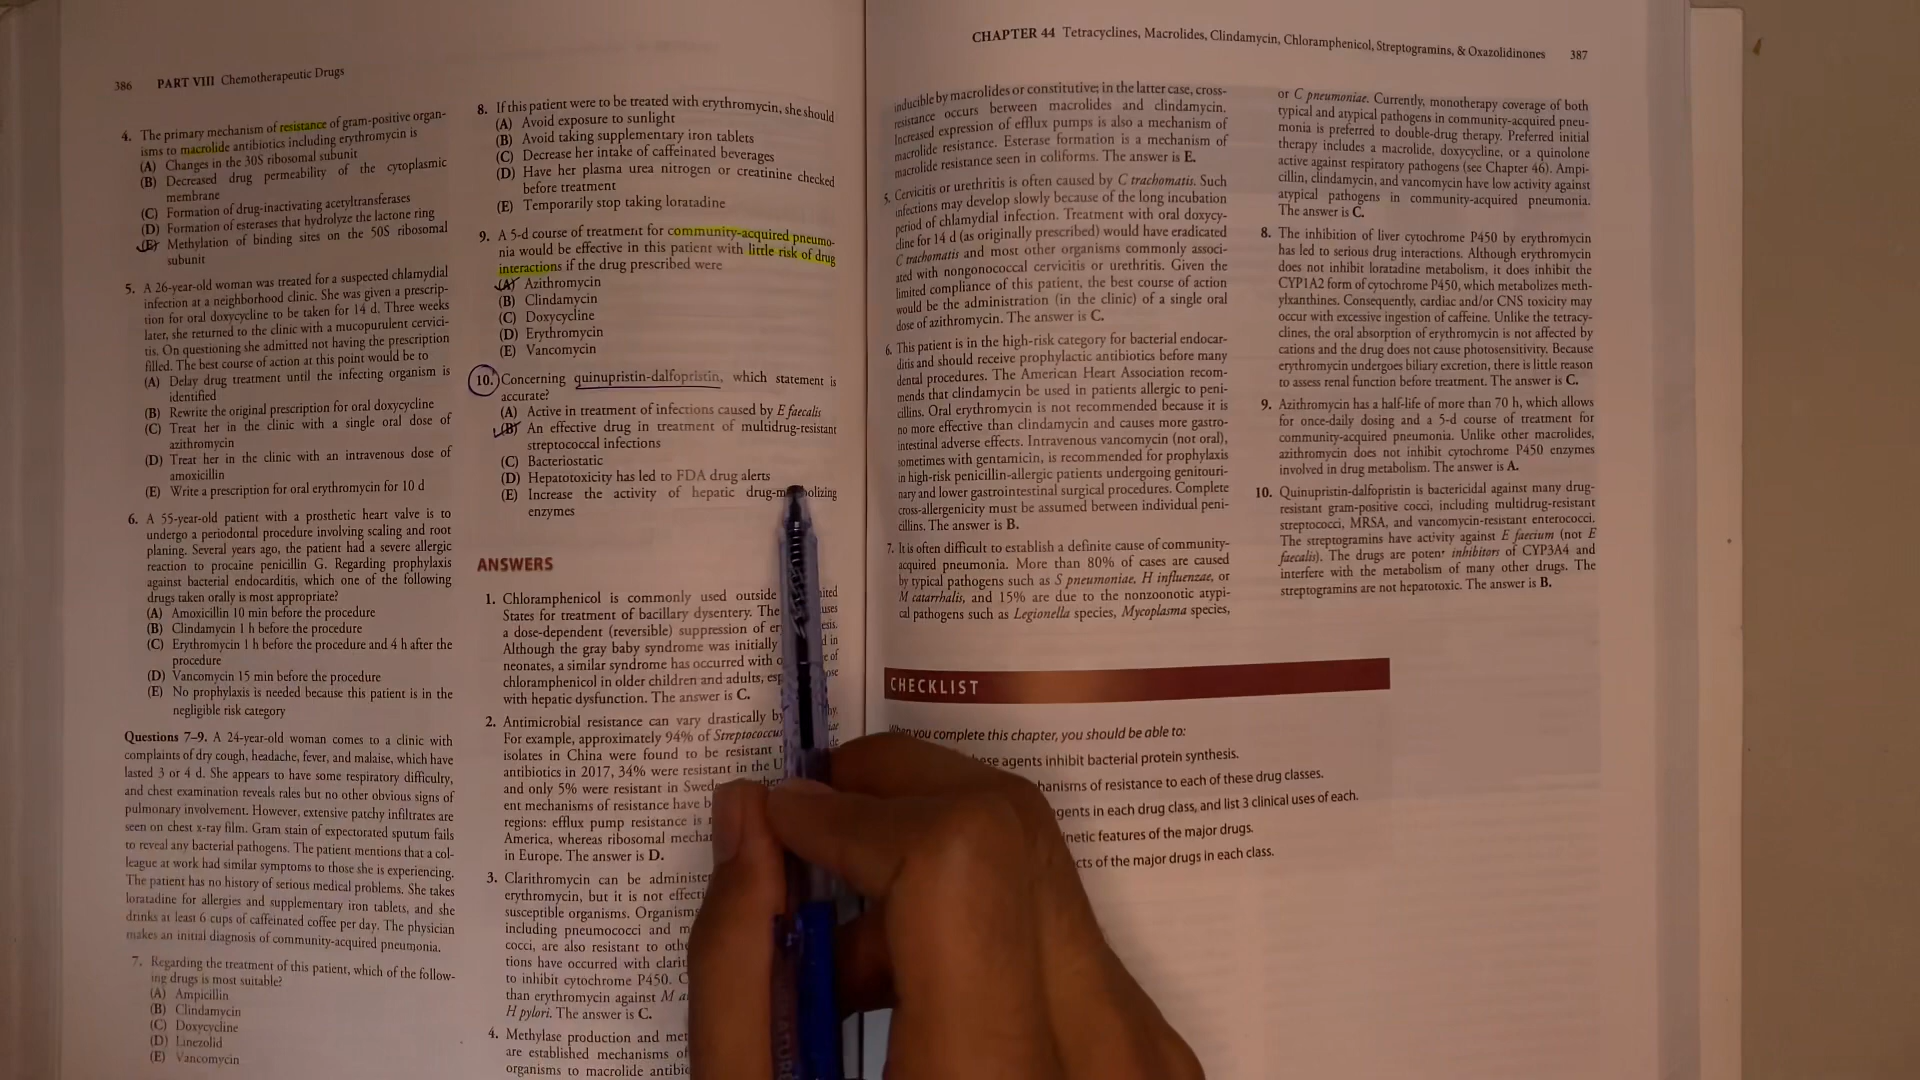 386 PART VIII Chemotherapeutic Drugs
4. The primary mechanism of resistance of gram-positive organ-
isms to macrolide antibiotics including erythromycin is
(A) Changes in the 30S ribosomal subunit
(B) Decreased drug permeability of the cytoplasmic
membrane
(C) Formation of drug-inactivating acetyltransferases
(D) Formation of esterases that hydrolyze the lactone ring
(E) Methylation of binding sites on the 50S ribosomal
subunit
5. A 26-year-old woman was treated for a suspected chlamydial
infection at a neighborhood clinic. She was given a prescrip-
tion for oral doxycycline to be taken for 14 d. Three weeks
later, she returned to the clinic with a mucopurulent cervici-
tis. On questioning she admitted not having the prescription
filled. The best course of action at this point would be to
(A) Delay drug treatment until the infecting organism is
identified
(B) Rewrite the original prescription for oral doxycycline
(C) Treat her in the clinic with a single oral dose of
azithromycin
(D) Treat her in the clinic with an intravenous dose of
amoxicillin
(E) Write a prescription for oral erythromycin for 10 d
6. A 55-year-old patient with a prosthetic heart valve is to
undergo a periodontal procedure involving scaling and root
planing. Several years ago, the patient had a severe allergic
reaction to procaine penicillin G. Regarding prophylaxis
against bacterial endocarditis, which one of the following
drugs taken orally is most appropriate?
(A) Amoxicillin 10 min before the procedure
(B) Clindamycin 1 h before the procedure
(C) Erythromycin 1 h before the procedure and 4 h after the
procedure
(D) Vancomycin 15 min before the procedure
(E) No prophylaxis is needed because this patient is in the
negligible risk category
Questions 7–9. A 24-year-old woman comes to a clinic with
complaints of dry cough, headache, fever, and malaise, which have
lasted 3 or 4 d. She appears to have some respiratory difficulty,
and chest examination reveals rales but no other obvious signs of
pulmonary involvement. However, extensive patchy infiltrates are
seen on chest x-ray film. Gram stain of expectorated sputum fails
to reveal any bacterial pathogens. The patient mentions that a col-
league at work had similar symptoms to those she is experiencing.
The patient has no history of serious medical problems. She takes
loratadine for allergies and supplementary iron tablets, and she
drinks at least 6 cups of caffeinated coffee per day. The physician
makes an initial diagnosis of community-acquired pneumonia.
7. Regarding the treatment of this patient, which of the follow-
ing drugs is most suitable?
(A) Ampicillin
(B) Clindamycin
(C) Doxycycline
(D) Linezolid
(E) Vancomycin
8. If this patient were to be treated with erythromycin, she should
(A) Avoid exposure to sunlight
(B) Avoid taking supplementary iron tablets
(C) Decrease her intake of caffeinated beverages
(D) Have her plasma urea nitrogen or creatinine checked
before treatment
(E) Temporarily stop taking loratadine
9. A 5-d course of treatment for community-acquired pneumo-
nia would be effective in this patient with little risk of drug
interactions if the drug prescribed were
(A) Azithromycin
(B) Clindamycin
(C) Doxycycline
(D) Erythromycin
(E) Vancomycin
10. Concerning quinupristin-dalfopristin, which statement is
accurate?
(A) Active in treatment of infections caused by E faecalis
(B) An effective drug in treatment of multidrug-resistant
streptococcal infections
(C) Bacteriostatic
(D) Hepatotoxicity has led to FDA drug alerts
(E) Increase the activity of hepatic drug-m olizing
enzymes
ANSWERS
1. Chloramphenicol is commonly used outside
States for treatment of bacillary dysentery. The uses
a dose-dependent (reversible) suppression of er
Although the gray baby syndrome was initially d in
neonates, a similar syndrome has occurred with of
chloramphenicol in older children and adults,
with hepatic dysfunction. The answer is C.
2. Antimicrobial resistance can vary drastically by
For example, approximately 94% of Streptococcus
isolates in China were found to be resistant
antibiotics in 2017, 34% were resistant in the U
and only 5% were resistant in
ent mechanisms of resistance have
regions: efflux pump resistance is
America, whereas ribosomal
in Europe. The answer is D.
3. Clarithromycin can be
erythromycin, but it is not
susceptible organisms. Organisms
including pneumococci and
cocci, are also resistant to
tions have occurred with
to inhibit cytochrome P450.
than erythromycin against M
H pylori. The answer is C.
4. Methylase production and
are established mechanisms of
organisms to macrolide
CHAPTER 44 Tetracyclines, Macrolides, Clindamycin, Chloramphenicol, Streptogramins, & Oxazolidinones 387
inducible by macrolides or constitutive; in the latter case, cross-
resistance occurs between macrolides and clindamycin.
Increased expression of efflux pumps is also a mechanism of
macrolide resistance. Esterase formation is a mechanism of
macrolide resistance seen in coliforms. The answer is E.
5. Cervicitis or urethritis is often caused by C trachomatis. Such
infections may develop slowly because of the long incubation
period of chlamydial infection. Treatment with oral doxycy-
cline for 14 d (as originally prescribed) would have eradicated
C trachomatis and most other organisms commonly associ-
ated with nongonococcal cervicitis or urethritis. Given the
limited compliance of this patient, the best course of action
would be the administration (in the clinic) of a single oral
dose of azithromycin. The answer is C.
6. This patient is in the high-risk category for bacterial endocar-
ditis and should receive prophylactic antibiotics before many
dental procedures. The American Heart Association recom-
mends that clindamycin be used in patients allergic to peni-
cillins. Oral erythromycin is not recommended because it is
no more effective than clindamycin and causes more gastro-
intestinal adverse effects. Intravenous vancomycin (not oral),
sometimes with gentamicin, is recommended for prophylaxis
in high-risk penicillin-allergic patients undergoing genitouri-
nary and lower gastrointestinal surgical procedures. Complete
cross-allergenicity must be assumed between individual peni-
cillins. The answer is B.
7. It is often difficult to establish a definite cause of community-
acquired pneumonia. More than 80% of cases are caused
by typical pathogens such as S pneumoniae, H influenzae, or
M catarrhalis, and 15% are due to the nonzoonotic atypi-
cal pathogens such as Legionella species, Mycoplasma species,
or C pneumoniae. Currently, monotherapy coverage of both
typical and atypical pathogens in community-acquired pneu-
monia is preferred to double-drug therapy. Preferred initial
therapy includes a macrolide, doxycycline, or a quinolone
active against respiratory pathogens (see Chapter 46). Ampi-
cillin, clindamycin, and vancomycin have low activity against
atypical pathogens in community-acquired pneumonia.
The answer is C.
8. The inhibition of liver cytochrome P450 by erythromycin
has led to serious drug interactions. Although erythromycin
does not inhibit loratadine metabolism, it does inhibit the
CYP1A2 form of cytochrome P450, which metabolizes meth-
ylxanthines. Consequently, cardiac and/or CNS toxicity may
occur with excessive ingestion of caffeine. Unlike the tetracy-
clines, the oral absorption of erythromycin is not affected by
cations and the drug does not cause photosensitivity. Because
erythromycin undergoes biliary excretion, there is little reason
to assess renal function before treatment. The answer is C.
9. Azithromycin has a half-life of more than 70 h, which allows
for once-daily dosing and a 5-d course of treatment for
community-acquired pneumonia. Unlike other macrolides,
azithromycin does not inhibit cytochrome P450 enzymes
involved in drug metabolism. The answer is A.
10. Quinupristin-dalfopristin is bactericidal against many drug-
resistant gram-positive cocci, including multidrug-resistant
streptococci, MRSA, and vancomycin-resistant enterococci.
The streptogramins have activity against E faecium (not E
faecalis). The drugs are potent inhibitors of CYP3A4 and
interfere with the metabolism of many other drugs. The
streptogramins are not hepatotoxic. The answer is B.
CHECKLIST
When you complete this chapter, you should be able to:
these agents inhibit bacterial protein synthesis.
mechanisms of resistance to each of these drug classes.
agents in each drug class, and list 3 clinical uses of each.
features of the major drugs.
of the major drugs in each class.